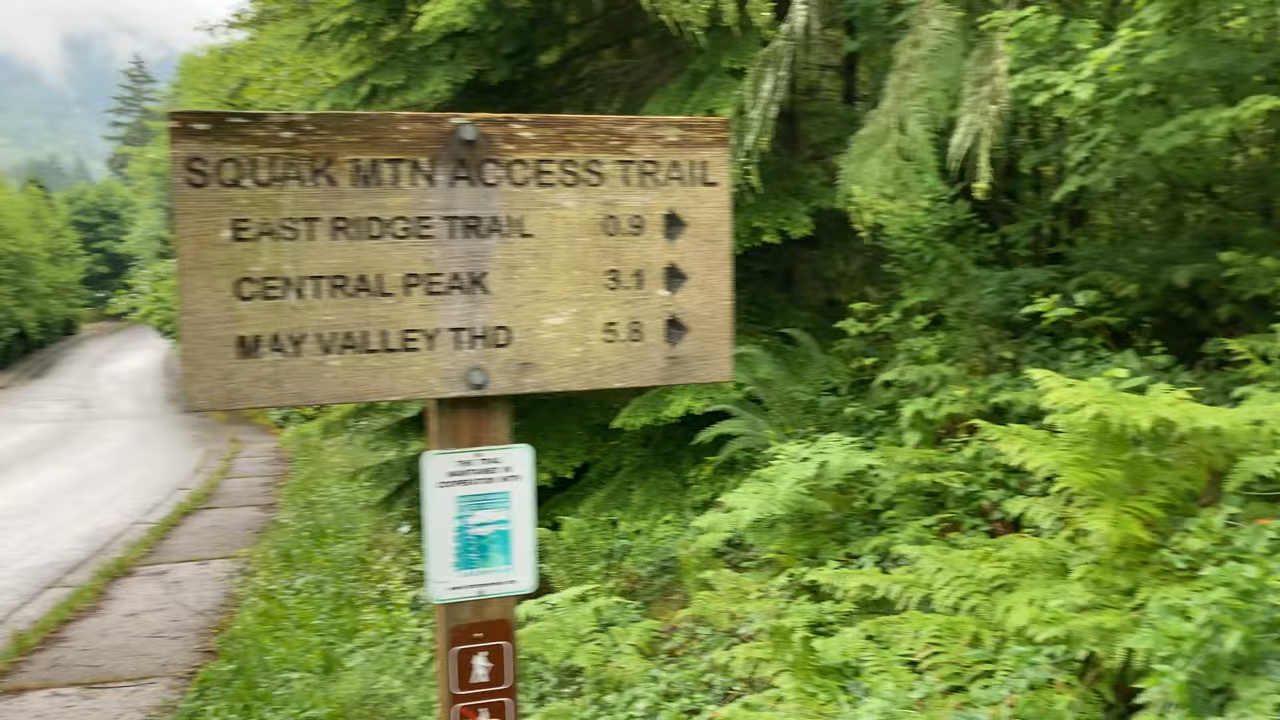 SQUAK MTN ACCESS TRAIL
EAST RIDGE TRAIL 0.9
CENTRAL PEAK 3.1
MAY VALLEY THD 5.8